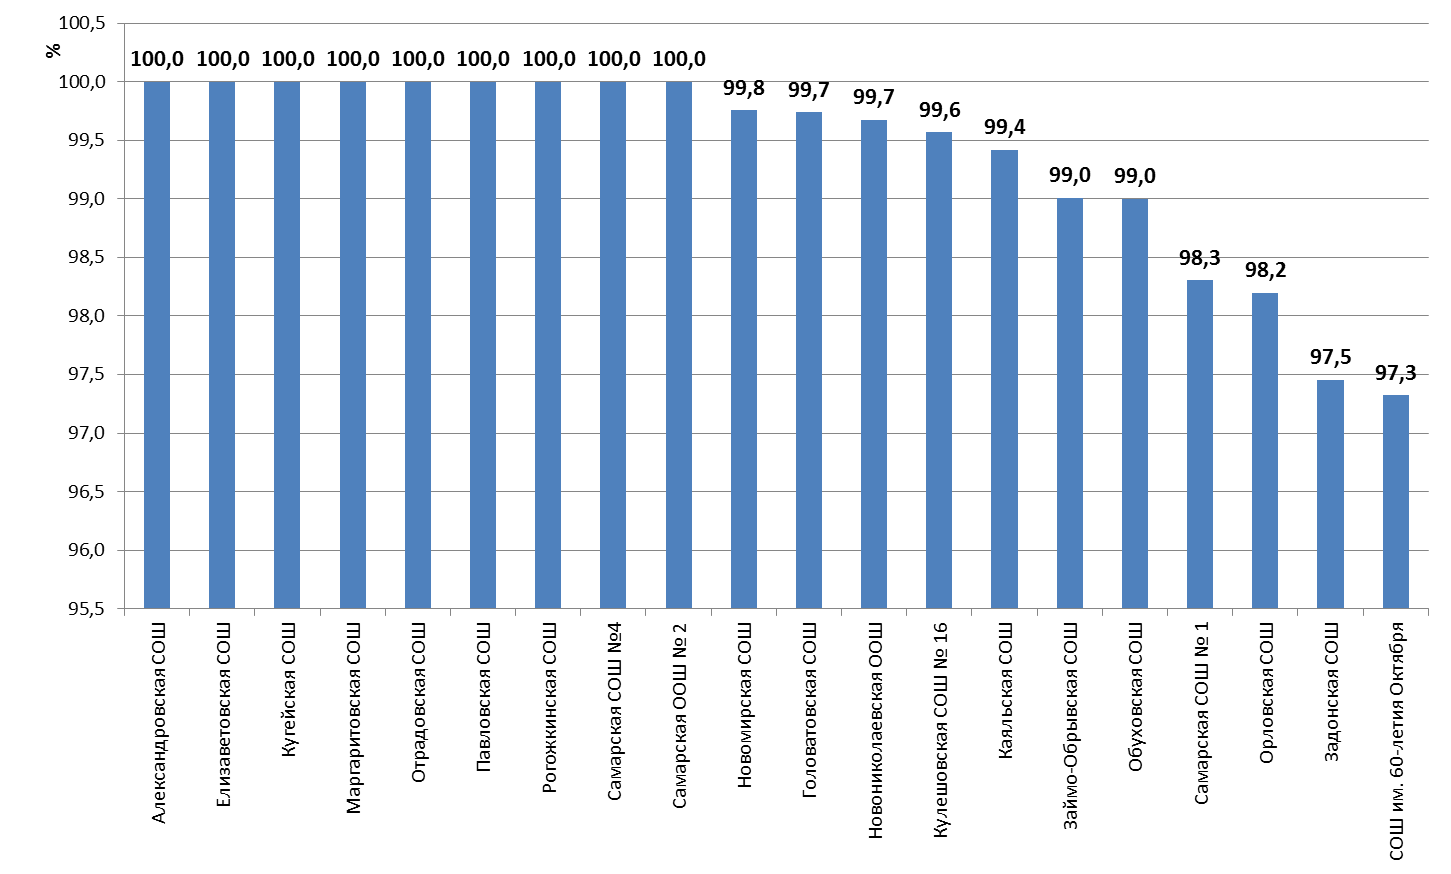 %
100,5
100,0
99,5
99,0
98,5
98,0
97,5
97,0
96,5
96,0
95,5
100,0
100,0
100,0
100,0
100,0
100,0
100,0
100,0
100,0
99,8
99,7
99,7
99,6
99,4
99,0
99,0
98,3
98,2
97,5
97,3
Александровская СОШ
Елизаветовская СОШ
Кугейская СОШ
Маргаритовская СОШ
Отрадовская СОШ
Павловская СОШ
Рогожкинская СОШ
Самарская СОШ №4
Самарская ООШ № 2
Новомирская СОШ
Головатовская СОШ
Новониколаевская ООШ
Кулешовская СОШ № 16
Каяльская СОШ
Займо-Обрывская СОШ
Обуховская СОШ
Самарская СОШ № 1
Орловская СОШ
Задонская СОШ
СОШ им. 60-летия Октября